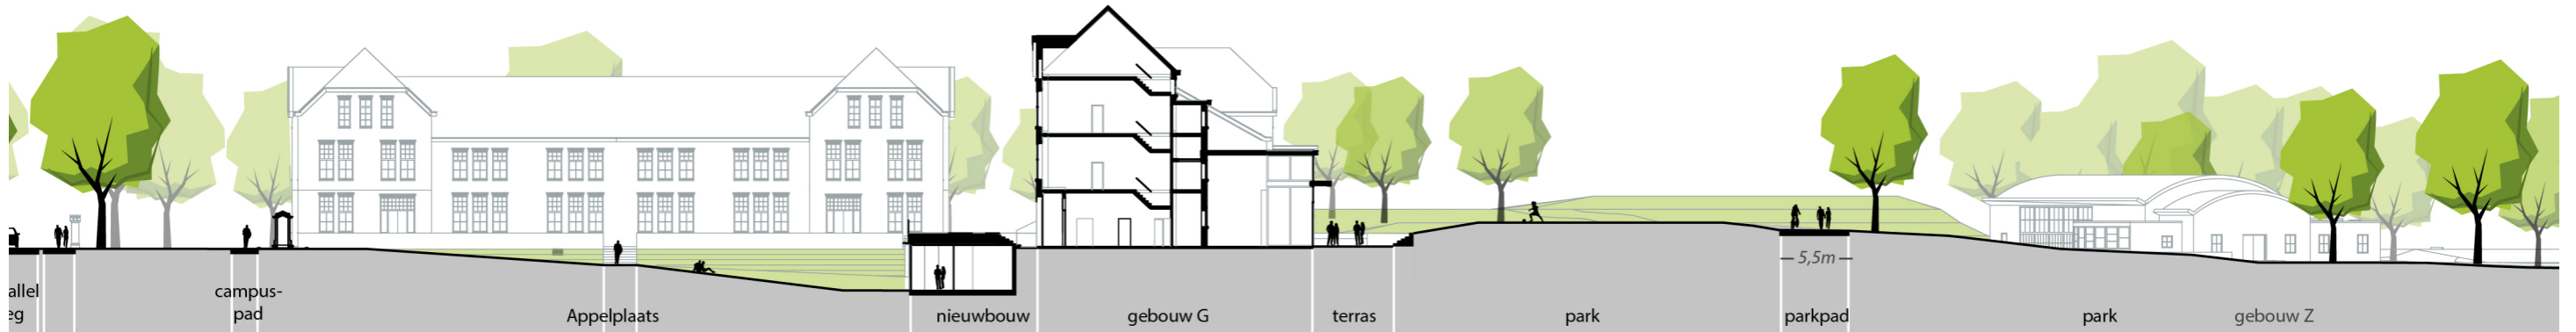 allel
eg
campus-
pad
Appelplaats
nieuwbouw
gebouw G
terras
park
5,5m
parkpad
park
gebouw Z